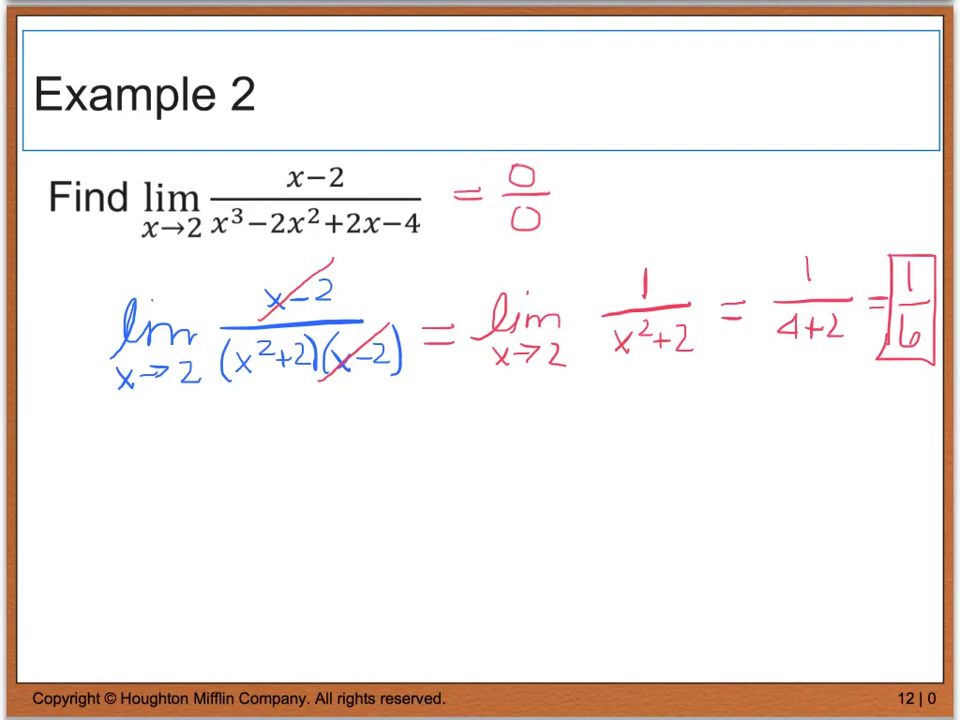 Example 2
Find lim x→2 x−2 / x³−2x²+2x−4 = 0/0
lim x→2 x−2 / (x²+2)(x−2) = lim x→2 1 / x²+2 = 1 / 4+2 = 1/6
Copyright © Houghton Mifflin Company. All rights reserved. 12 | 0